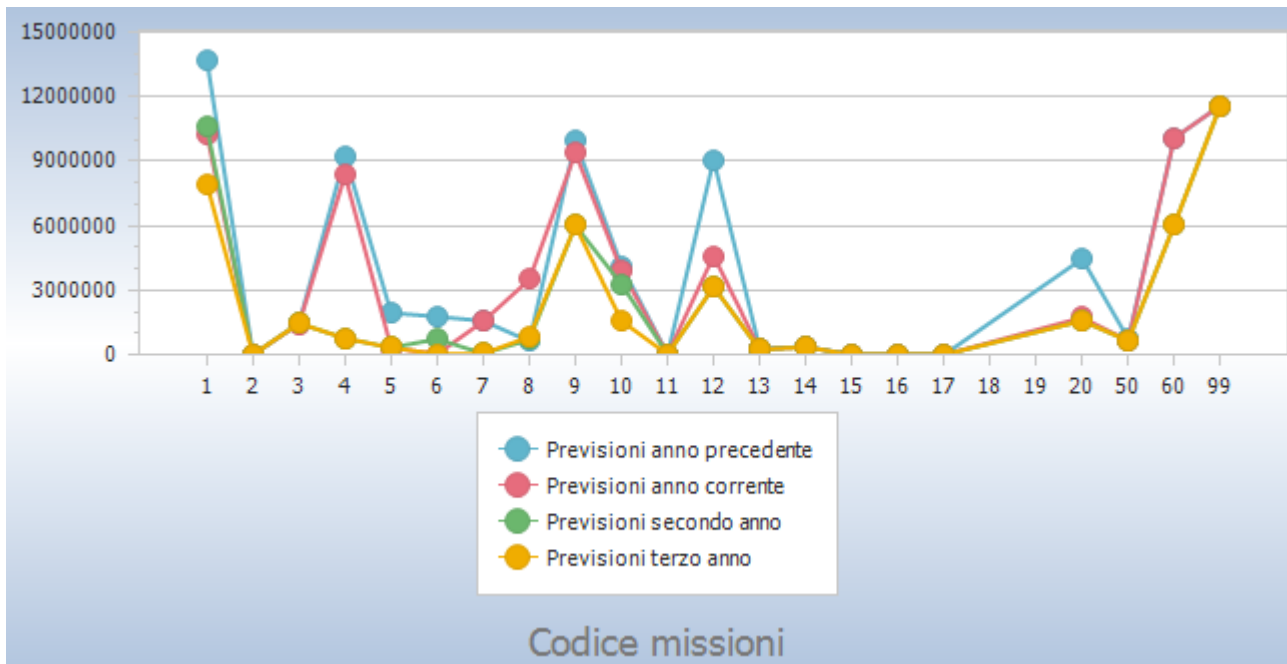 15000000
12000000
9000000
6000000
3000000
0
1 2 3 4 5 6 7 8 9 10 11 12 13 14 15 16 17 18 19 20 50 60 99
Previsioni anno precedente
Previsioni anno corrente
Previsioni secondo anno
Previsioni terzo anno
Codice missioni